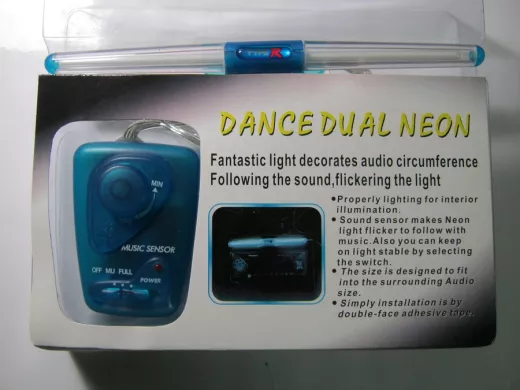 DANCE DUAL NEON
Fantastic light decorates audio circumference
Following the sound,flickering the light
•Properly lighting for interior
illumination.
• Sound sensor makes Neon
light flicker to follow with
music.Also you can keep
on light stable by selecting
the switch.
• The size is designed to fit
into the surrounding Audio
size.
• Simply installation is by
double-face adhesive tape.
MIN
MUSIC SENSOR
OFF MU FULL
POWER